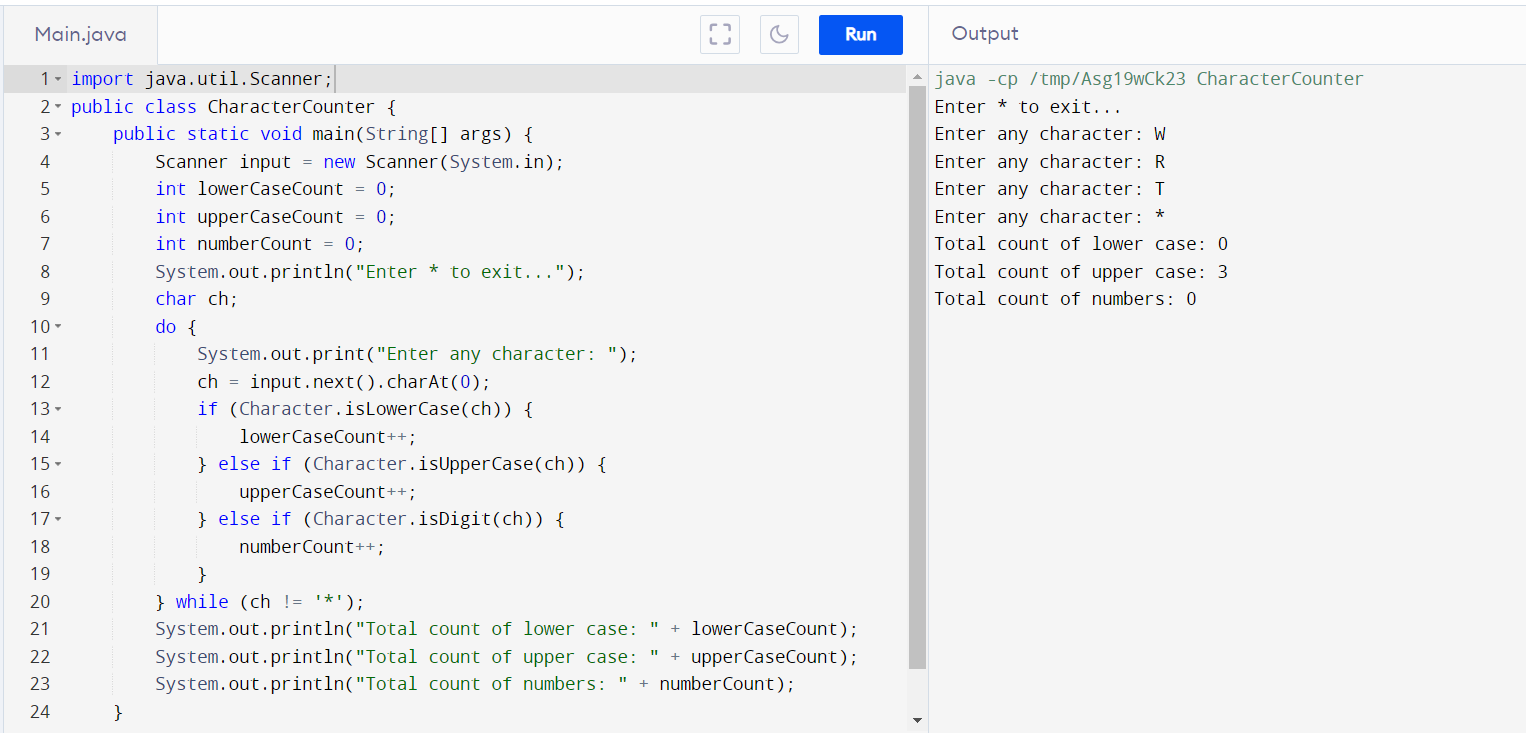 Main.java
Run
1 import java.util.Scanner;
2 public class CharacterCounter {
3     public static void main(String[] args) {
4         Scanner input = new Scanner(System.in);
5         int lowerCaseCount = 0;
6         int upperCaseCount = 0;
7         int numberCount = 0;
8         System.out.println("Enter * to exit...");
9         char ch;
10         do {
11             System.out.print("Enter any character: ");
12             ch = input.next().charAt(0);
13             if (Character.isLowerCase(ch)) {
14                 lowerCaseCount++;
15             } else if (Character.isUpperCase(ch)) {
16                 upperCaseCount++;
17             } else if (Character.isDigit(ch)) {
18                 numberCount++;
19             }
20         } while (ch != '*');
21         System.out.println("Total count of lower case: " + lowerCaseCount);
22         System.out.println("Total count of upper case: " + upperCaseCount);
23         System.out.println("Total count of numbers: " + numberCount);
24     }
Output
java -cp /tmp/Asg19wCk23 CharacterCounter
Enter * to exit...
Enter any character: W
Enter any character: R
Enter any character: T
Enter any character: *
Total count of lower case: 0
Total count of upper case: 3
Total count of numbers: 0